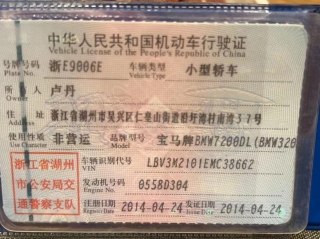 中华人民共和国机动车行驶证
Vehicle License of the People's Republic of China
号牌号码 浙E9006E 车辆类型 小型轿车
Plate No. Vehicle Type
所有人 卢丹
Owner
住址 浙江省湖州市吴兴区仁皇山街道 南湾37号
Address
使用性质 非营运 品牌型号 宝马牌BMW7200DL(BMW320
Use Character Model
浙江省湖州市公安局交通警察支队
车辆识别代号 LBV3M2101EMC38662
VIN
发动机号码 0558D304
Engine No.
注册日期 2014-04-24 发证日期 2014-04-24
Register Date Issue Date